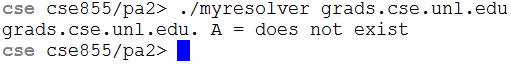 cse cse855/pa2> ./myresolver grads.cse.unl.edu
grads.cse.unl.edu. A = does not exist
cse cse855/pa2>